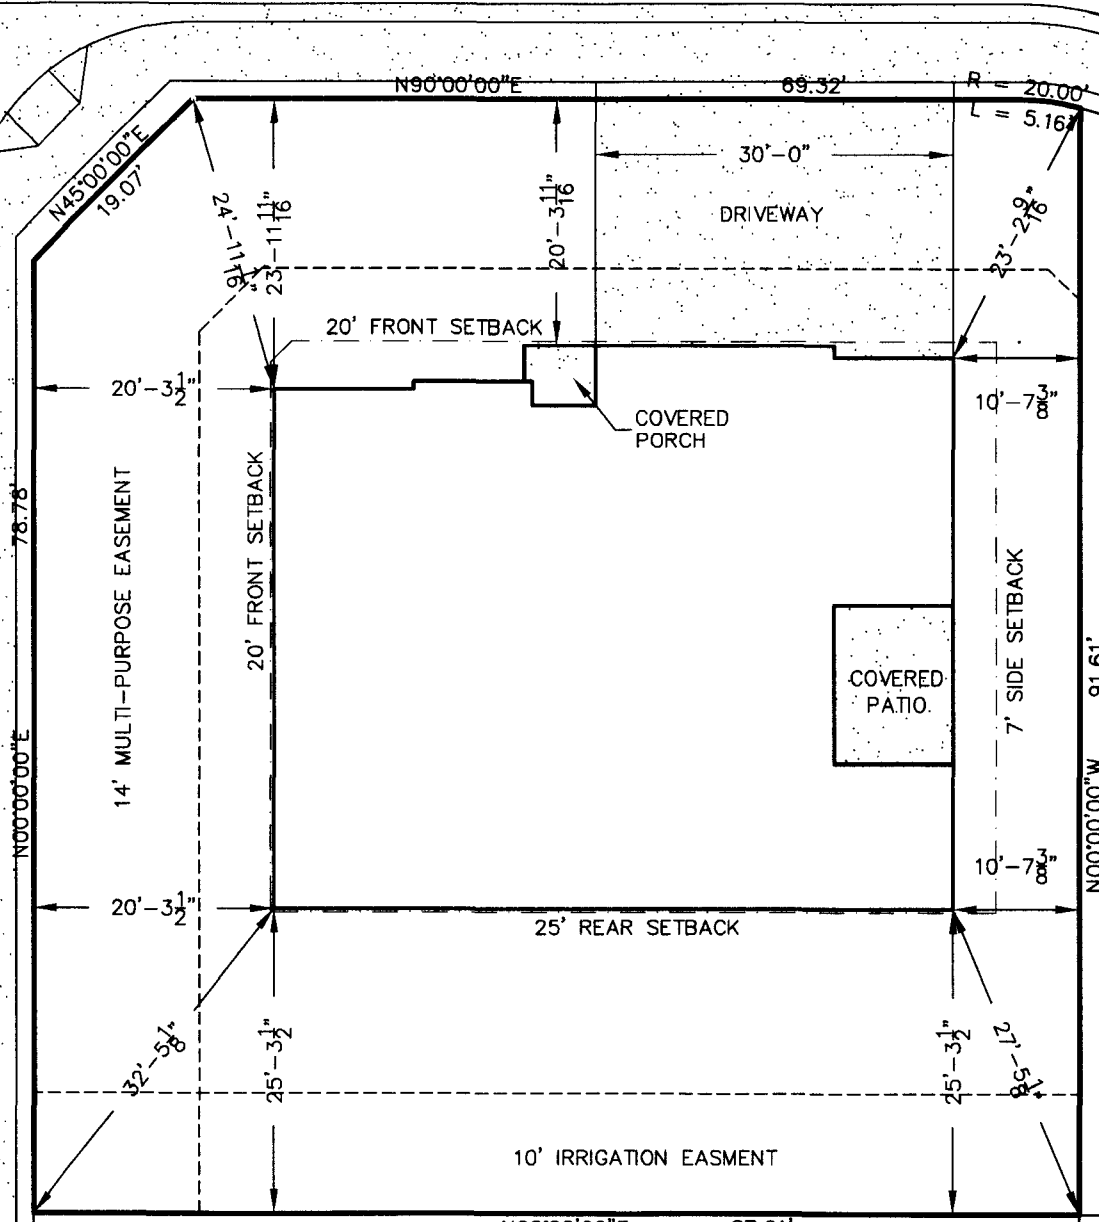 N90°00'00"E
69.32'
R = 20.00'
L = 5.16'
N45°00'00"E
19.07'
30'-0"
DRIVEWAY
24'-11 1/16"
23'-11 11/16"
20'-3 11/16"
23'-2 9/16"
20' FRONT SETBACK
20'-3 1/2"
10'-7 3/8"
COVERED
PORCH
78.78'
14' MULTI-PURPOSE EASEMENT
20' FRONT SETBACK
7' SIDE SETBACK
91.61'
COVERED
PATIO
N00°00'00"E
N00°00'00"W
20'-3 1/2"
10'-7 3/8"
25' REAR SETBACK
32'-5 7/8"
25'-3 1/2"
25'-3 1/2"
27'-5 1/8"
10' IRRIGATION EASMENT